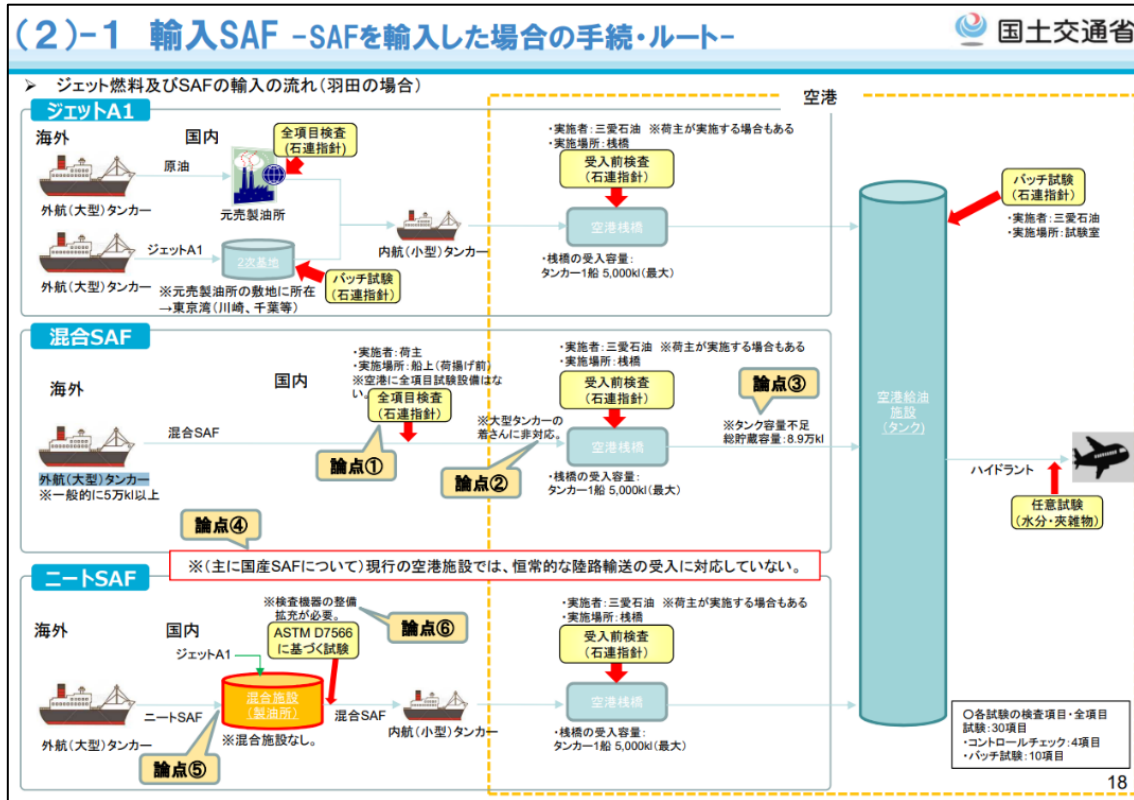 (2)-1 輸入SAF -SAFを輸入した場合の手続・ルート-
国土交通省
➢ ジェット燃料及びSAFの輸入の流れ(羽田の場合)
空港
ジェットA1
海外
国内
全項目検査
(石連指針)
原油
外航(大型)タンカー
元売製油所
ジェットA1
外航(大型)タンカー
2次基地
※元売製油所の敷地に所在
→東京湾(川崎、千葉等)
バッチ試験
(石連指針)
内航(小型)タンカー
・実施者:三愛石油 ※荷主が実施する場合もある
・実施場所:桟橋
受入前検査
(石連指針)
空港桟橋
・桟橋の受入容量:
タンカー1船 5,000kl(最大)
バッチ試験
(石連指針)
・実施者:三愛石油
・実施場所:試験室
混合SAF
海外
国内
・実施者:荷主
・実施場所:船上(荷揚げ前)
※空港に全項目試験設備はな
い。
全項目検査
(石連指針)
混合SAF
論点①
外航(大型)タンカー
※一般的に5万kl以上
※大型タンカーの
着さんに非対応。
論点②
・実施者:三愛石油 ※荷主が実施する場合もある
・実施場所:桟橋
受入前検査
(石連指針)
空港桟橋
・桟橋の受入容量:
タンカー1船 5,000kl(最大)
論点③
※タンク容量不足
総貯蔵容量:8.9万kl
空港給油
施設
(タンク)
ハイドラント
任意試験
(水分・夾雑物)
論点④
※(主に国産SAFについて)現行の空港施設では、恒常的な陸路輸送の受入に対応していない。
ニートSAF
海外
国内
※検査機器の整備
拡充が必要。
論点⑥
ASTM D7566
に基づく試験
ジェットA1
混合施設
(製油所)
ニートSAF
混合SAF
外航(大型)タンカー
※混合施設なし。
内航(小型)タンカー
論点⑤
・実施者:三愛石油 ※荷主が実施する場合もある
・実施場所:桟橋
受入前検査
(石連指針)
空港桟橋
・桟橋の受入容量:
タンカー1船 5,000kl(最大)
〇各試験の検査項目・全項目
試験:30項目
・コントロールチェック:4項目
・バッチ試験:10項目
18